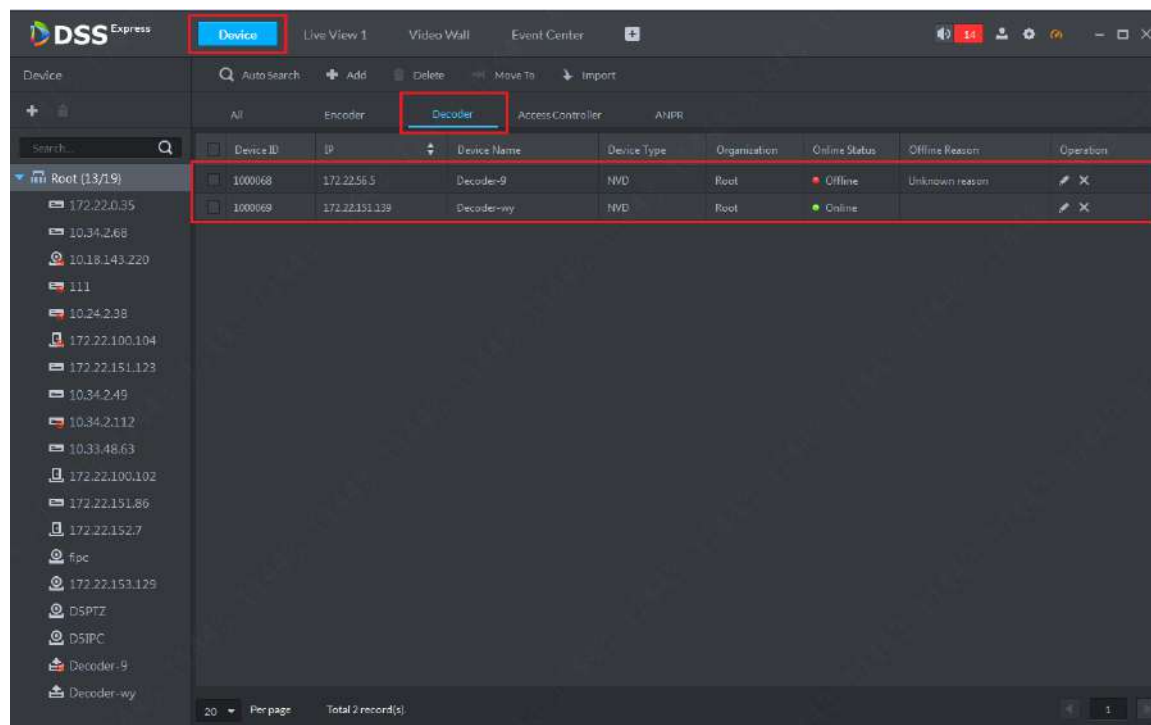 DSS Express Device Live View 1 Video Wall Event Center 14
Device Auto Search Add Delete Move To Import
All Encoder Decoder Access Controller ANPR
Search... Device ID IP Device Name Device Type Organization Online Status Offline Reason Operation
Root (13/19) 1000068 172.22.56.5 Decoder-9 NVD Root Offline Unknown reason
172.22.0.35 1000069 172.22.151.139 Decoder-wy NVD Root Online
10.34.2.68
10.18.143.220
111
10.24.2.38
172.22.100.104
172.22.151.123
10.34.2.49
10.34.2.112
10.33.48.63
172.22.100.102
172.22.151.86
172.22.152.7
fipc
172.22.153.129
DSPTZ
DSIPC
Decoder-9
Decoder-wy
20 Per page Total 2 record(s). 1